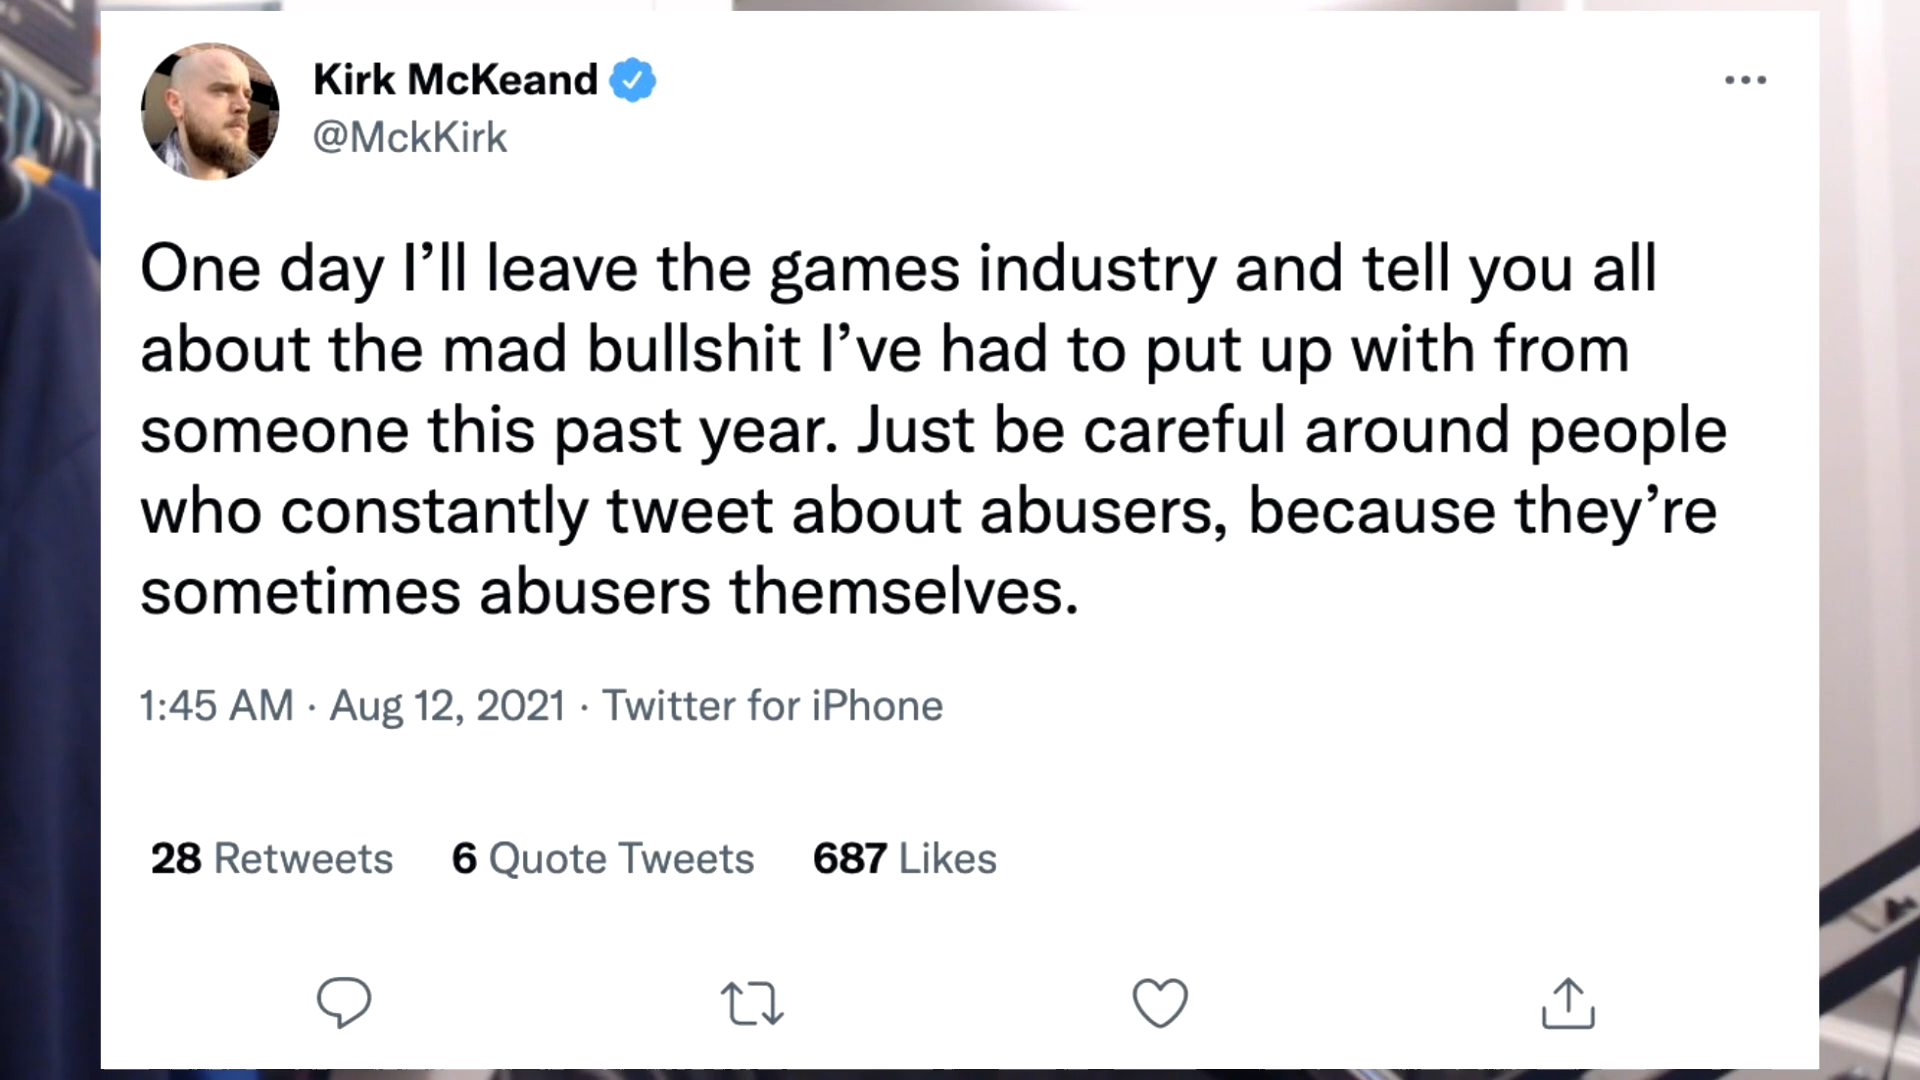 Kirk McKeand
@MckKirk
One day I’ll leave the games industry and tell you all
about the mad bullshit I’ve had to put up with from
someone this past year. Just be careful around people
who constantly tweet about abusers, because they’re
sometimes abusers themselves.
1:45 AM · Aug 12, 2021 · Twitter for iPhone
28 Retweets 6 Quote Tweets 687 Likes